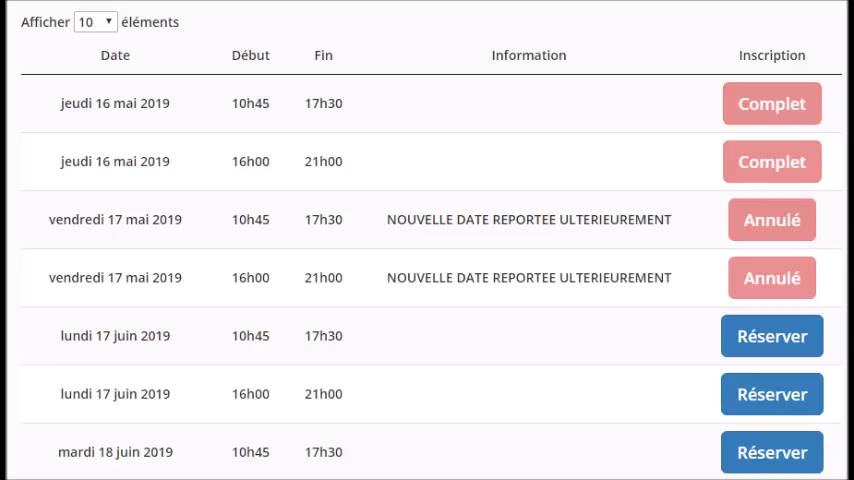 Afficher 10 éléments
Date Début Fin Information Inscription
jeudi 16 mai 2019 10h45 17h30 Complet
jeudi 16 mai 2019 16h00 21h00 Complet
vendredi 17 mai 2019 10h45 17h30 NOUVELLE DATE REPORTEE ULTERIEUREMENT Annulé
vendredi 17 mai 2019 16h00 21h00 NOUVELLE DATE REPORTEE ULTERIEUREMENT Annulé
lundi 17 juin 2019 10h45 17h30 Réserver
lundi 17 juin 2019 16h00 21h00 Réserver
mardi 18 juin 2019 10h45 17h30 Réserver